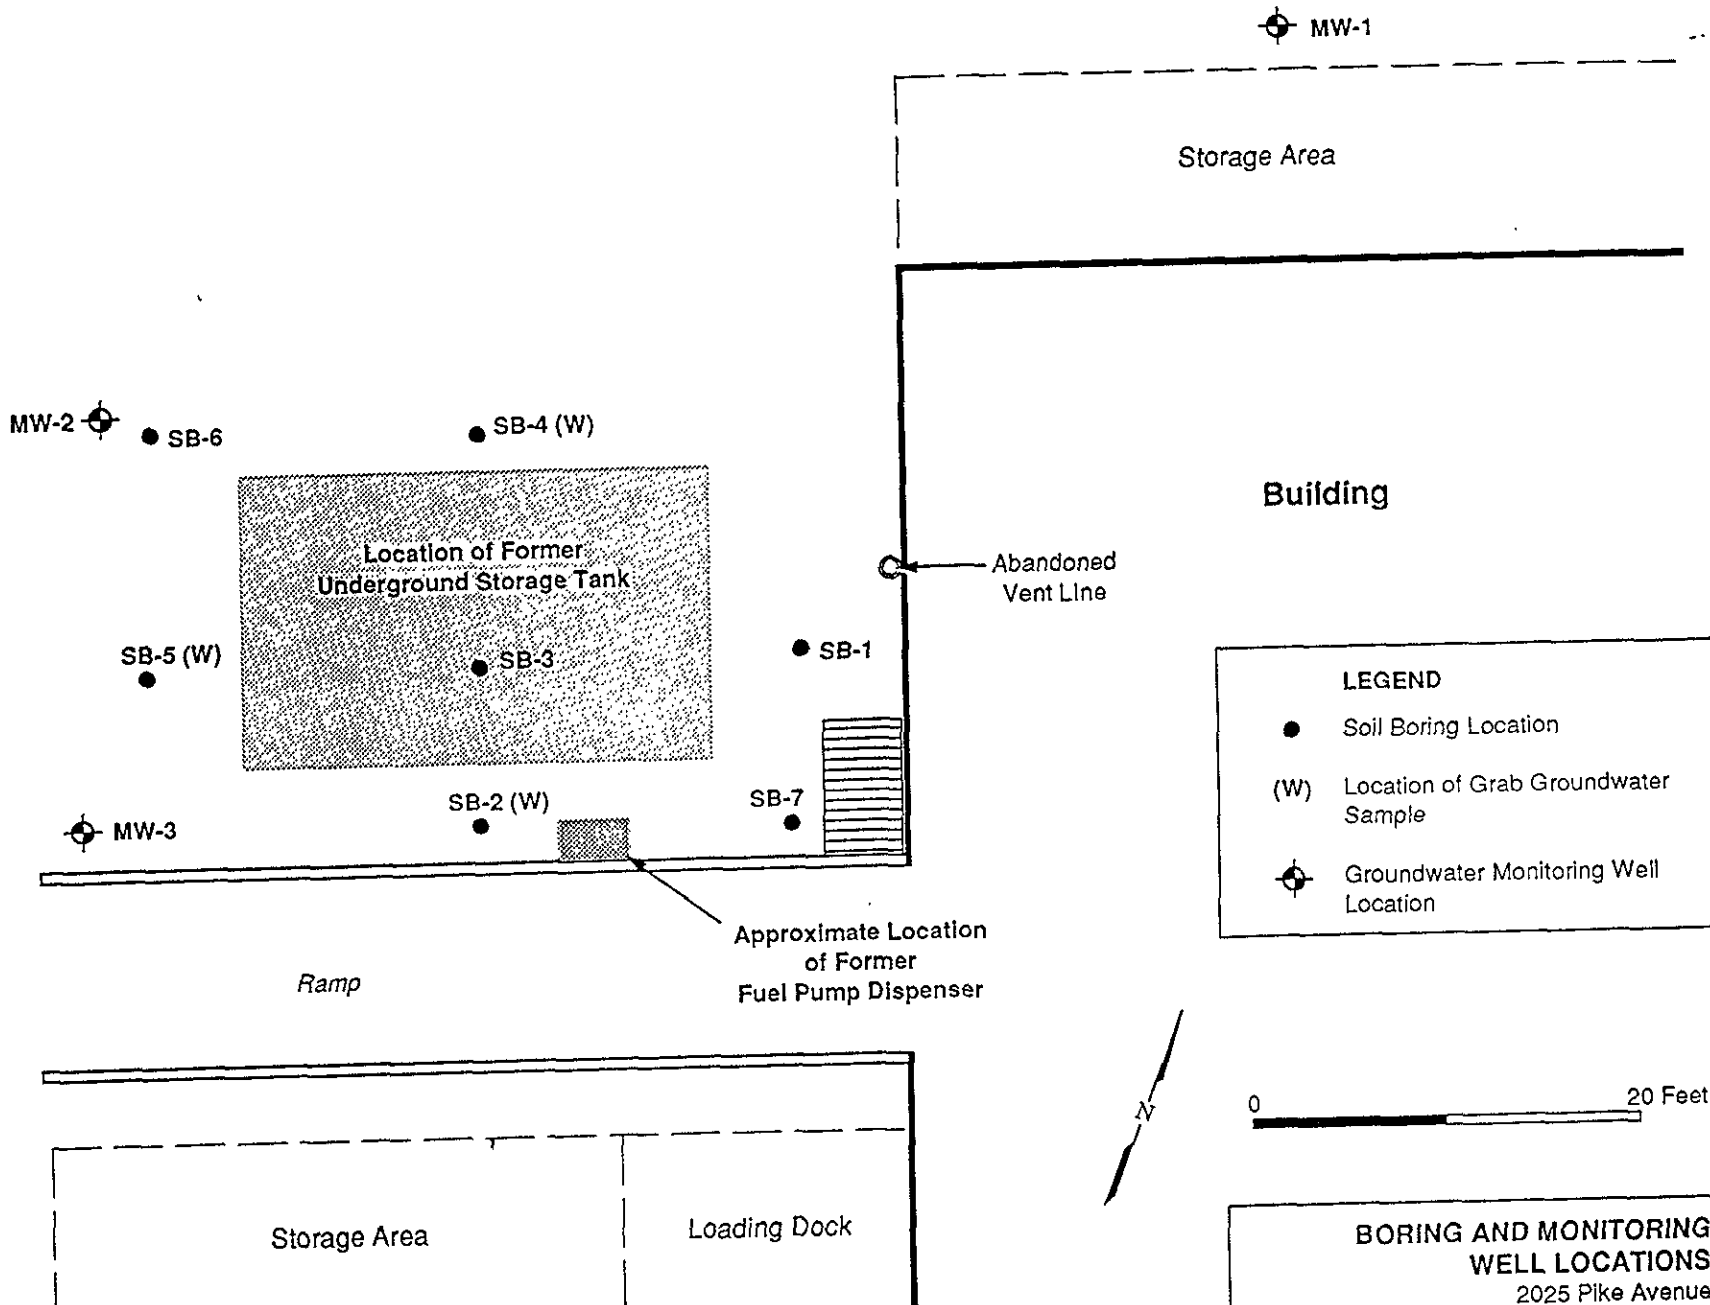 MW-1
Storage Area
MW-2
SB-6
SB-4 (W)
Building
Location of Former
Underground Storage Tank
Abandoned
Vent Line
SB-5 (W)
SB-3
SB-1
LEGEND
Soil Boring Location
(W) Location of Grab Groundwater
Sample
Groundwater Monitoring Well
Location
SB-2 (W)
SB-7
MW-3
Approximate Location
of Former
Fuel Pump Dispenser
Ramp
N
0 20 Feet
Storage Area
Loading Dock
BORING AND MONITORING
WELL LOCATIONS
2025 Pike Avenue